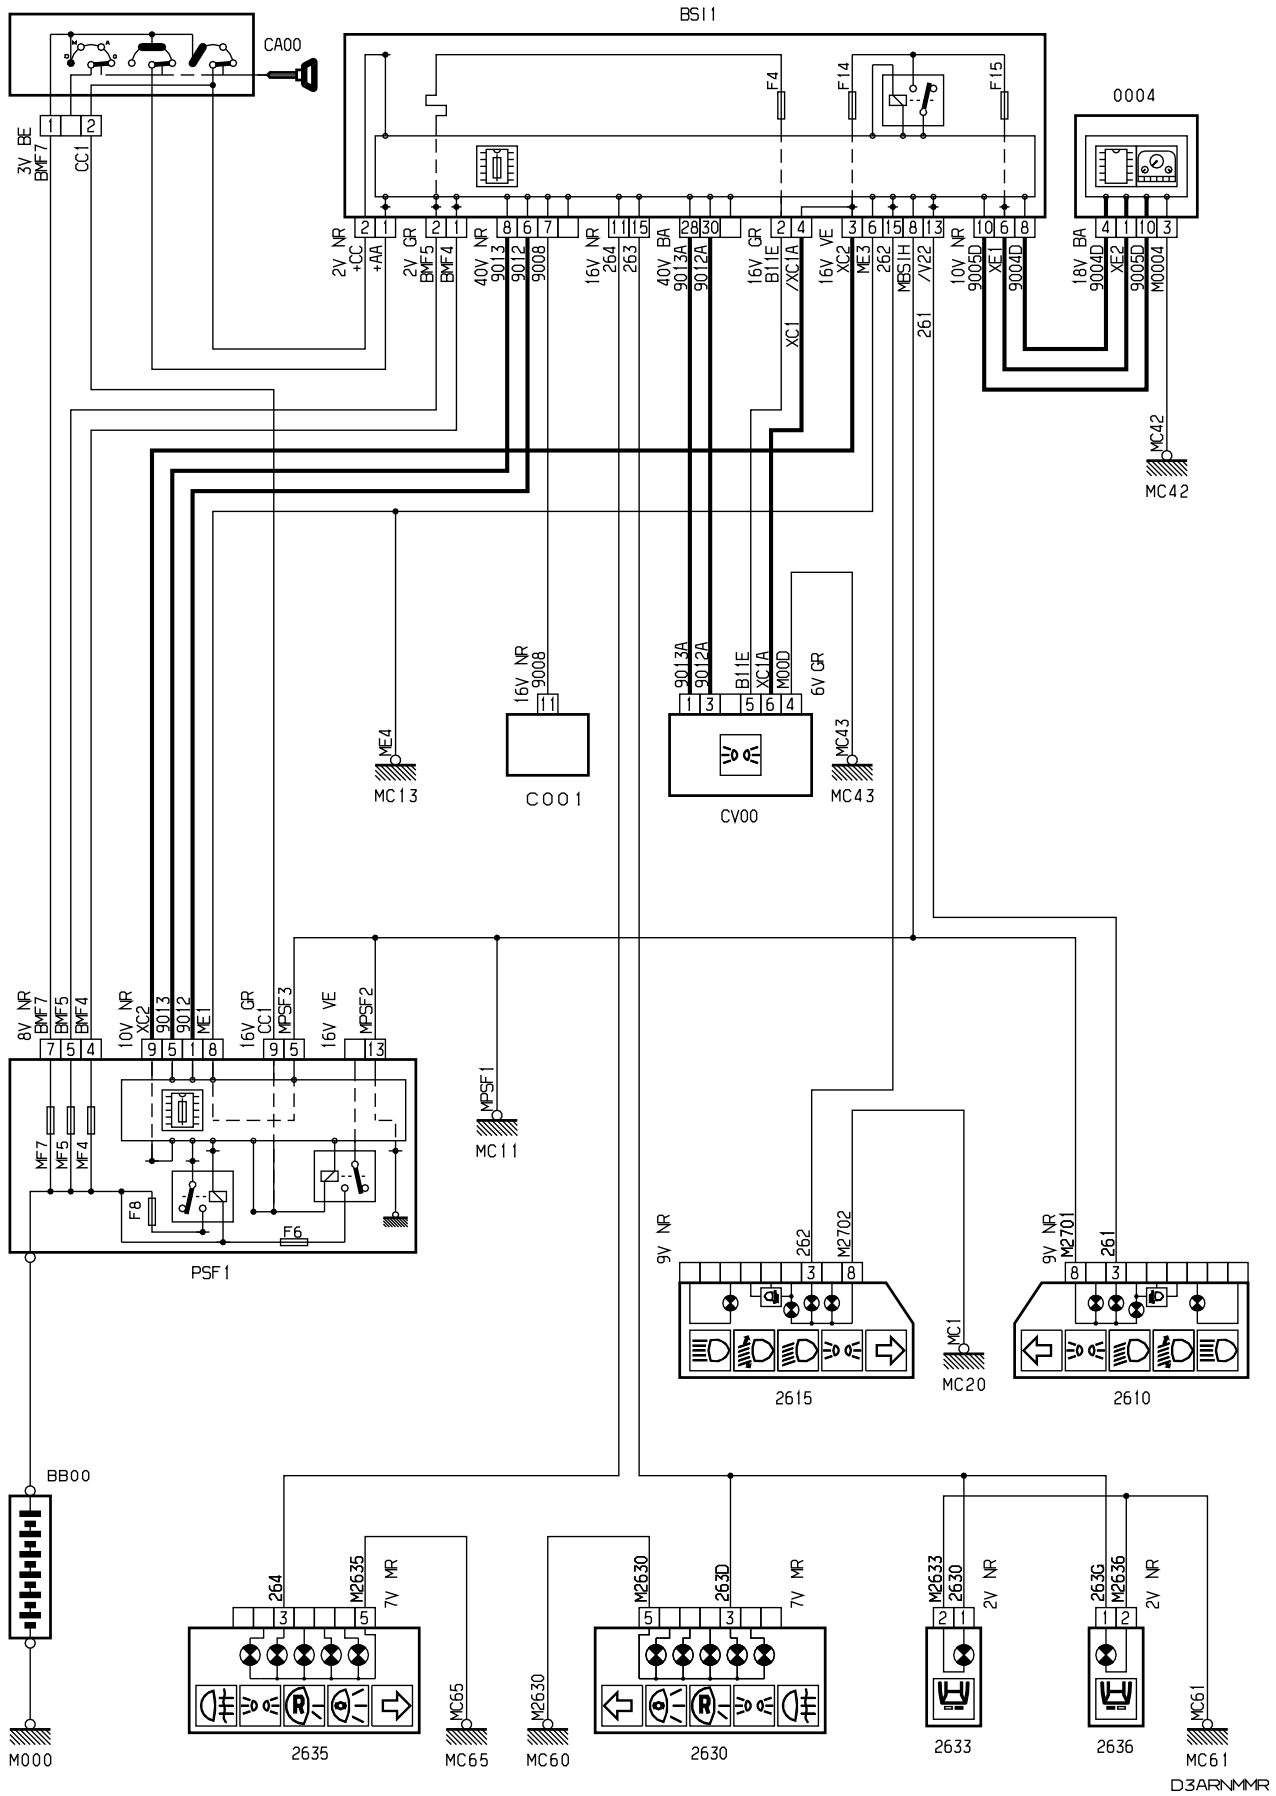 BSI1
CA00
M A
D
1 2
3V BE
BMF7
CC1
F4
F14
F15
0004
2 1
2 1
8 6 7
11 15
28 30
2 4
3 6 15 8 13
10 6 8
4 1 10 3
2V NR
+CC
+AA
2V GR
BMF5
BMF4
40V NR
9013
9012
9008
16V NR
264
263
40V BA
9013A
9012A
16V GR
B11E
/XC1A
XC1
16V VE
XC2
ME3
262
MBSIH
/V22
261
10V NR
9005D
XE1
9004D
18V BA
9004D
XE2
9005D
M0004
MC42
MC42
16V NR
9008
11
C001
ME4
MC13
9013A
9012A
B11E
XC1A
M00D
6V GR
1 3 5 6 4
CV00
MC43
MC43
8V NR
BMF7
BMF5
BMF4
10V NR
XC2
9013
9012
ME1
16V GR
CC1
MPSF3
16V VE
MPSF2
7 5 4
9 5 1 8
9 5
13
MF7
MF5
MF4
F8
F6
PSF1
MPSF1
MC11
9V NR
262
M2702
3 8
2615
MC1
MC20
9V NR
M2701
261
8 3
2610
BB00
M000
264
M2635
7V MR
3 5
R
2635
MC65
MC65
M2630
MC60
M2630
263D
7V MR
5 3
R
2630
M2633
2630
2V NR
2 1
2633
263G
M2636
2V NR
1 2
2636
MC61
MC61
D3ARNMMR